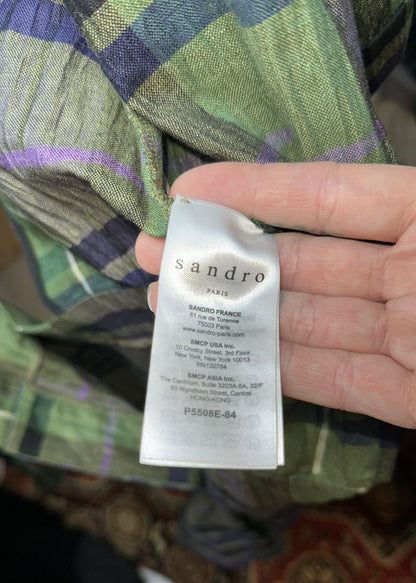 sandro
PARIS
SANDRO FRANCE
61 rue de Turenne
70003 Paris
www.sandro-paris.com
SMCP USA Inc.
10 Crosby Street, 3rd Floor
New York, New York 10013
RN132784
SMCP ASIA Inc.
The Centrium, Suite 3203A-5A, 32/F
60 Wyndham Street, Central
HONG-KONG
P5508E-84